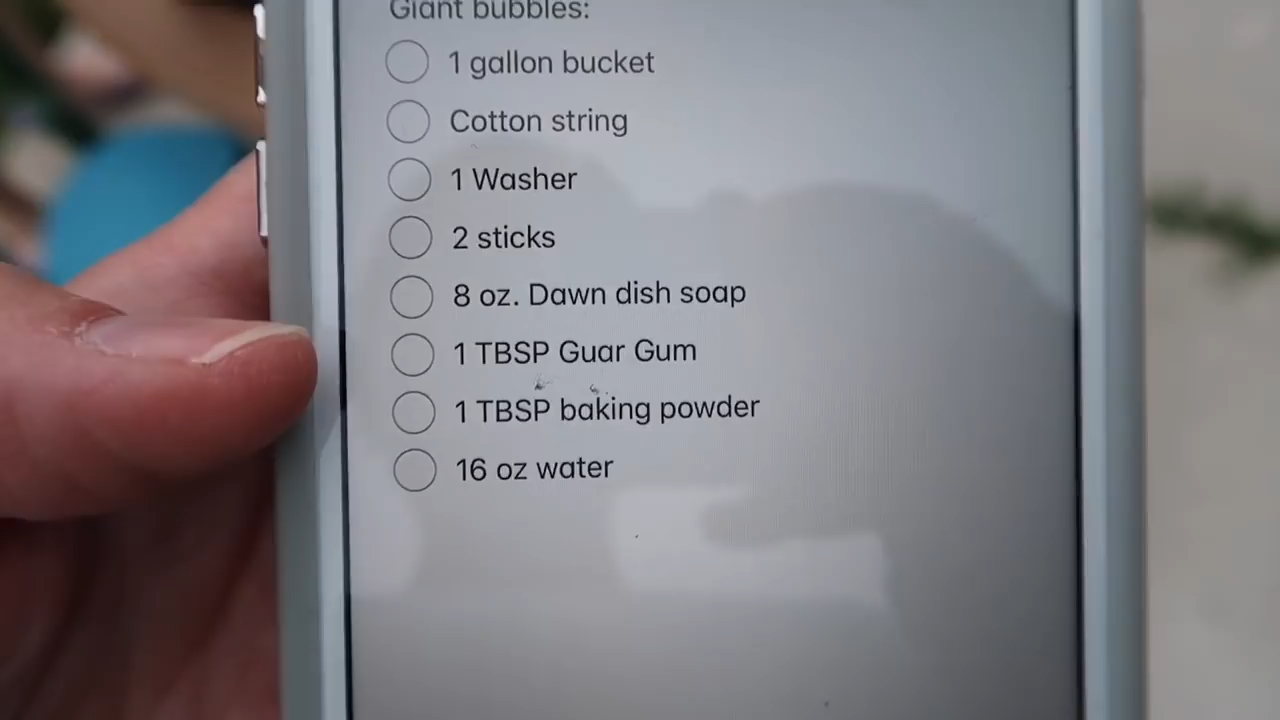 Giant bubbles:
1 gallon bucket
Cotton string
1 Washer
2 sticks
8 oz. Dawn dish soap
1 TBSP Guar Gum
1 TBSP baking powder
16 oz water